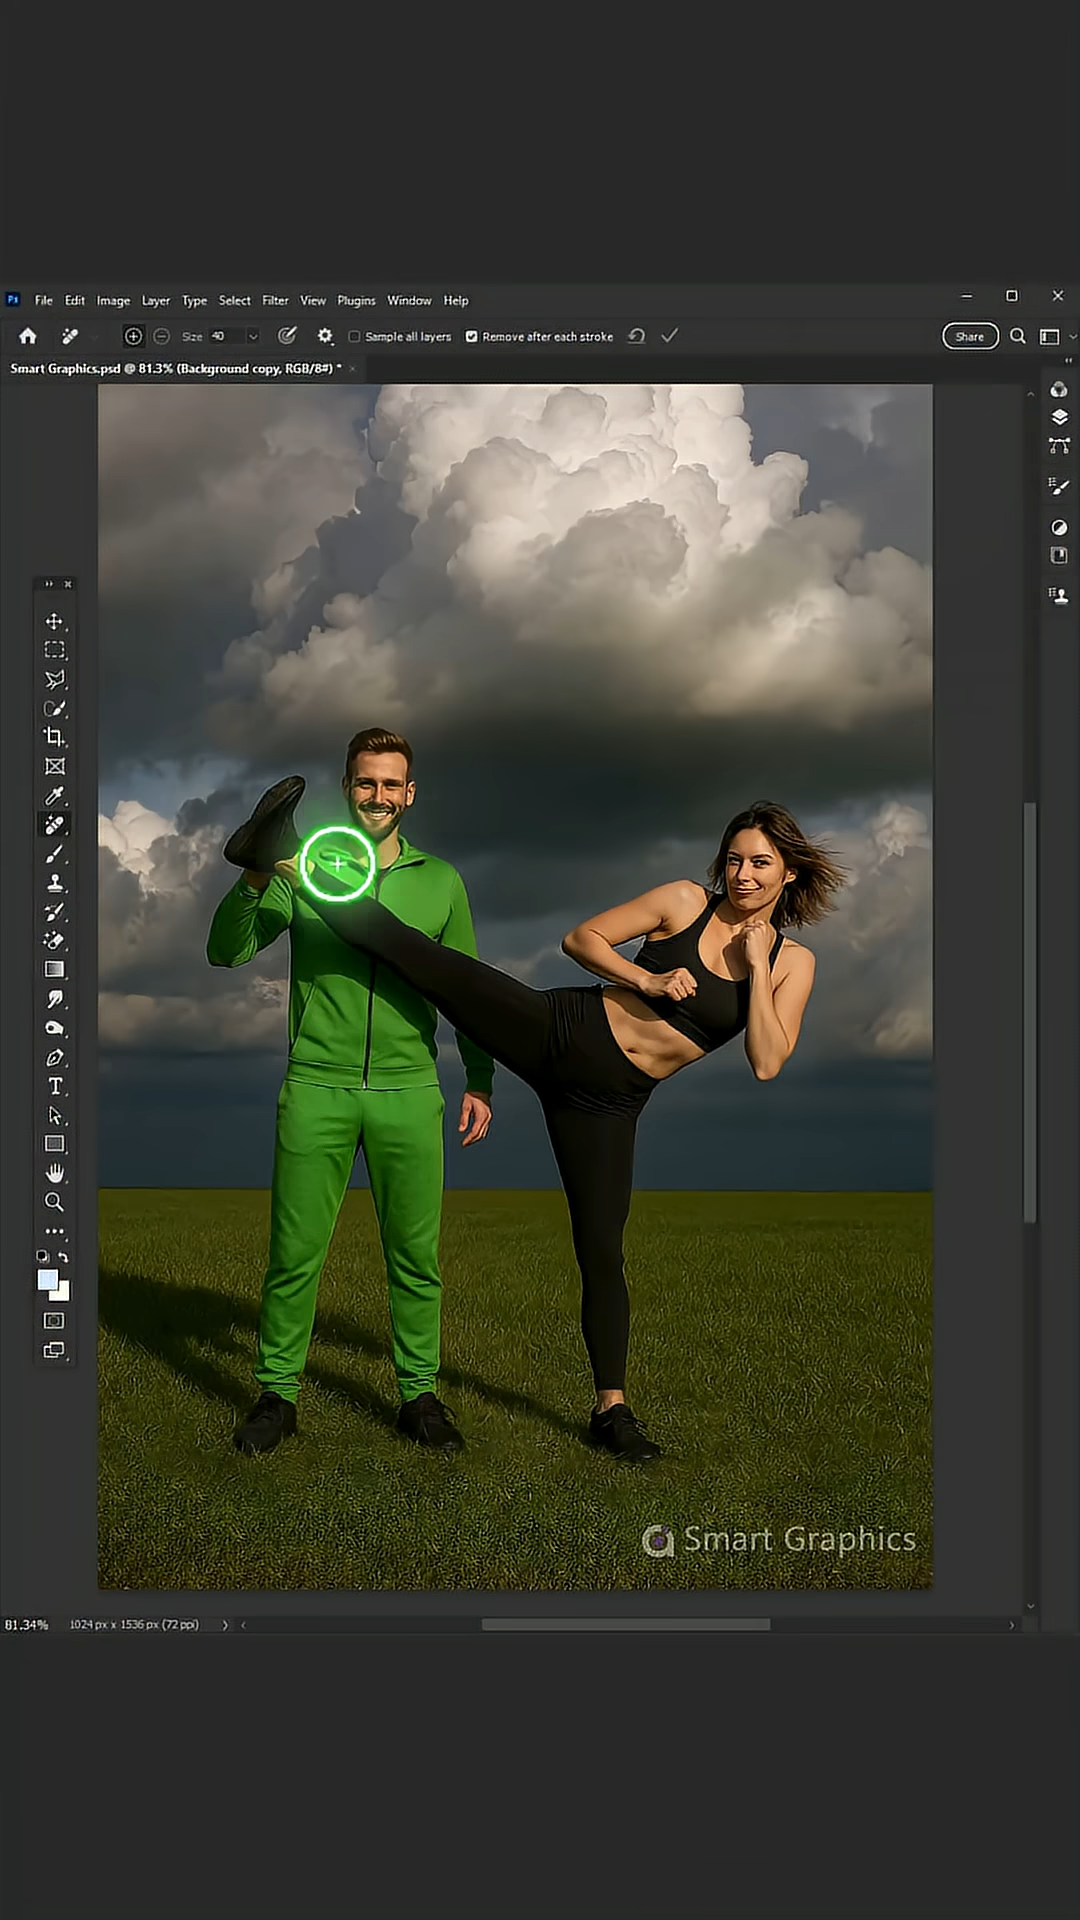 Ps File Edit Image Layer Type Select Filter View Plugins Window Help
Size 40 Sample all layers Remove after each stroke Share
Smart Graphics.psd @ 81.3% (Background copy, RGB/8#) *
T
Smart Graphics
81.34% 1024 px x 1536 px (72 ppi)